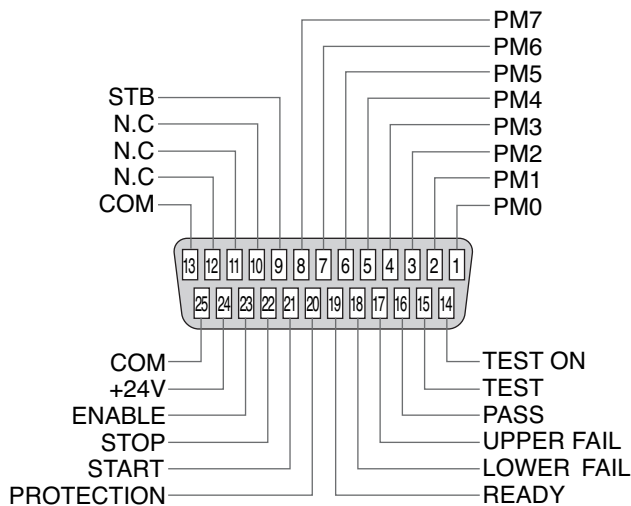 PM7
PM6
PM5
STB
PM4
N.C
PM3
N.C
PM2
N.C
PM1
COM
PM0
13 12 11 10 9 8 7 6 5 4 3 2 1
25 24 23 22 21 20 19 18 17 16 15 14
COM
TEST ON
+24V
TEST
ENABLE
PASS
STOP
UPPER FAIL
START
LOWER FAIL
PROTECTION
READY